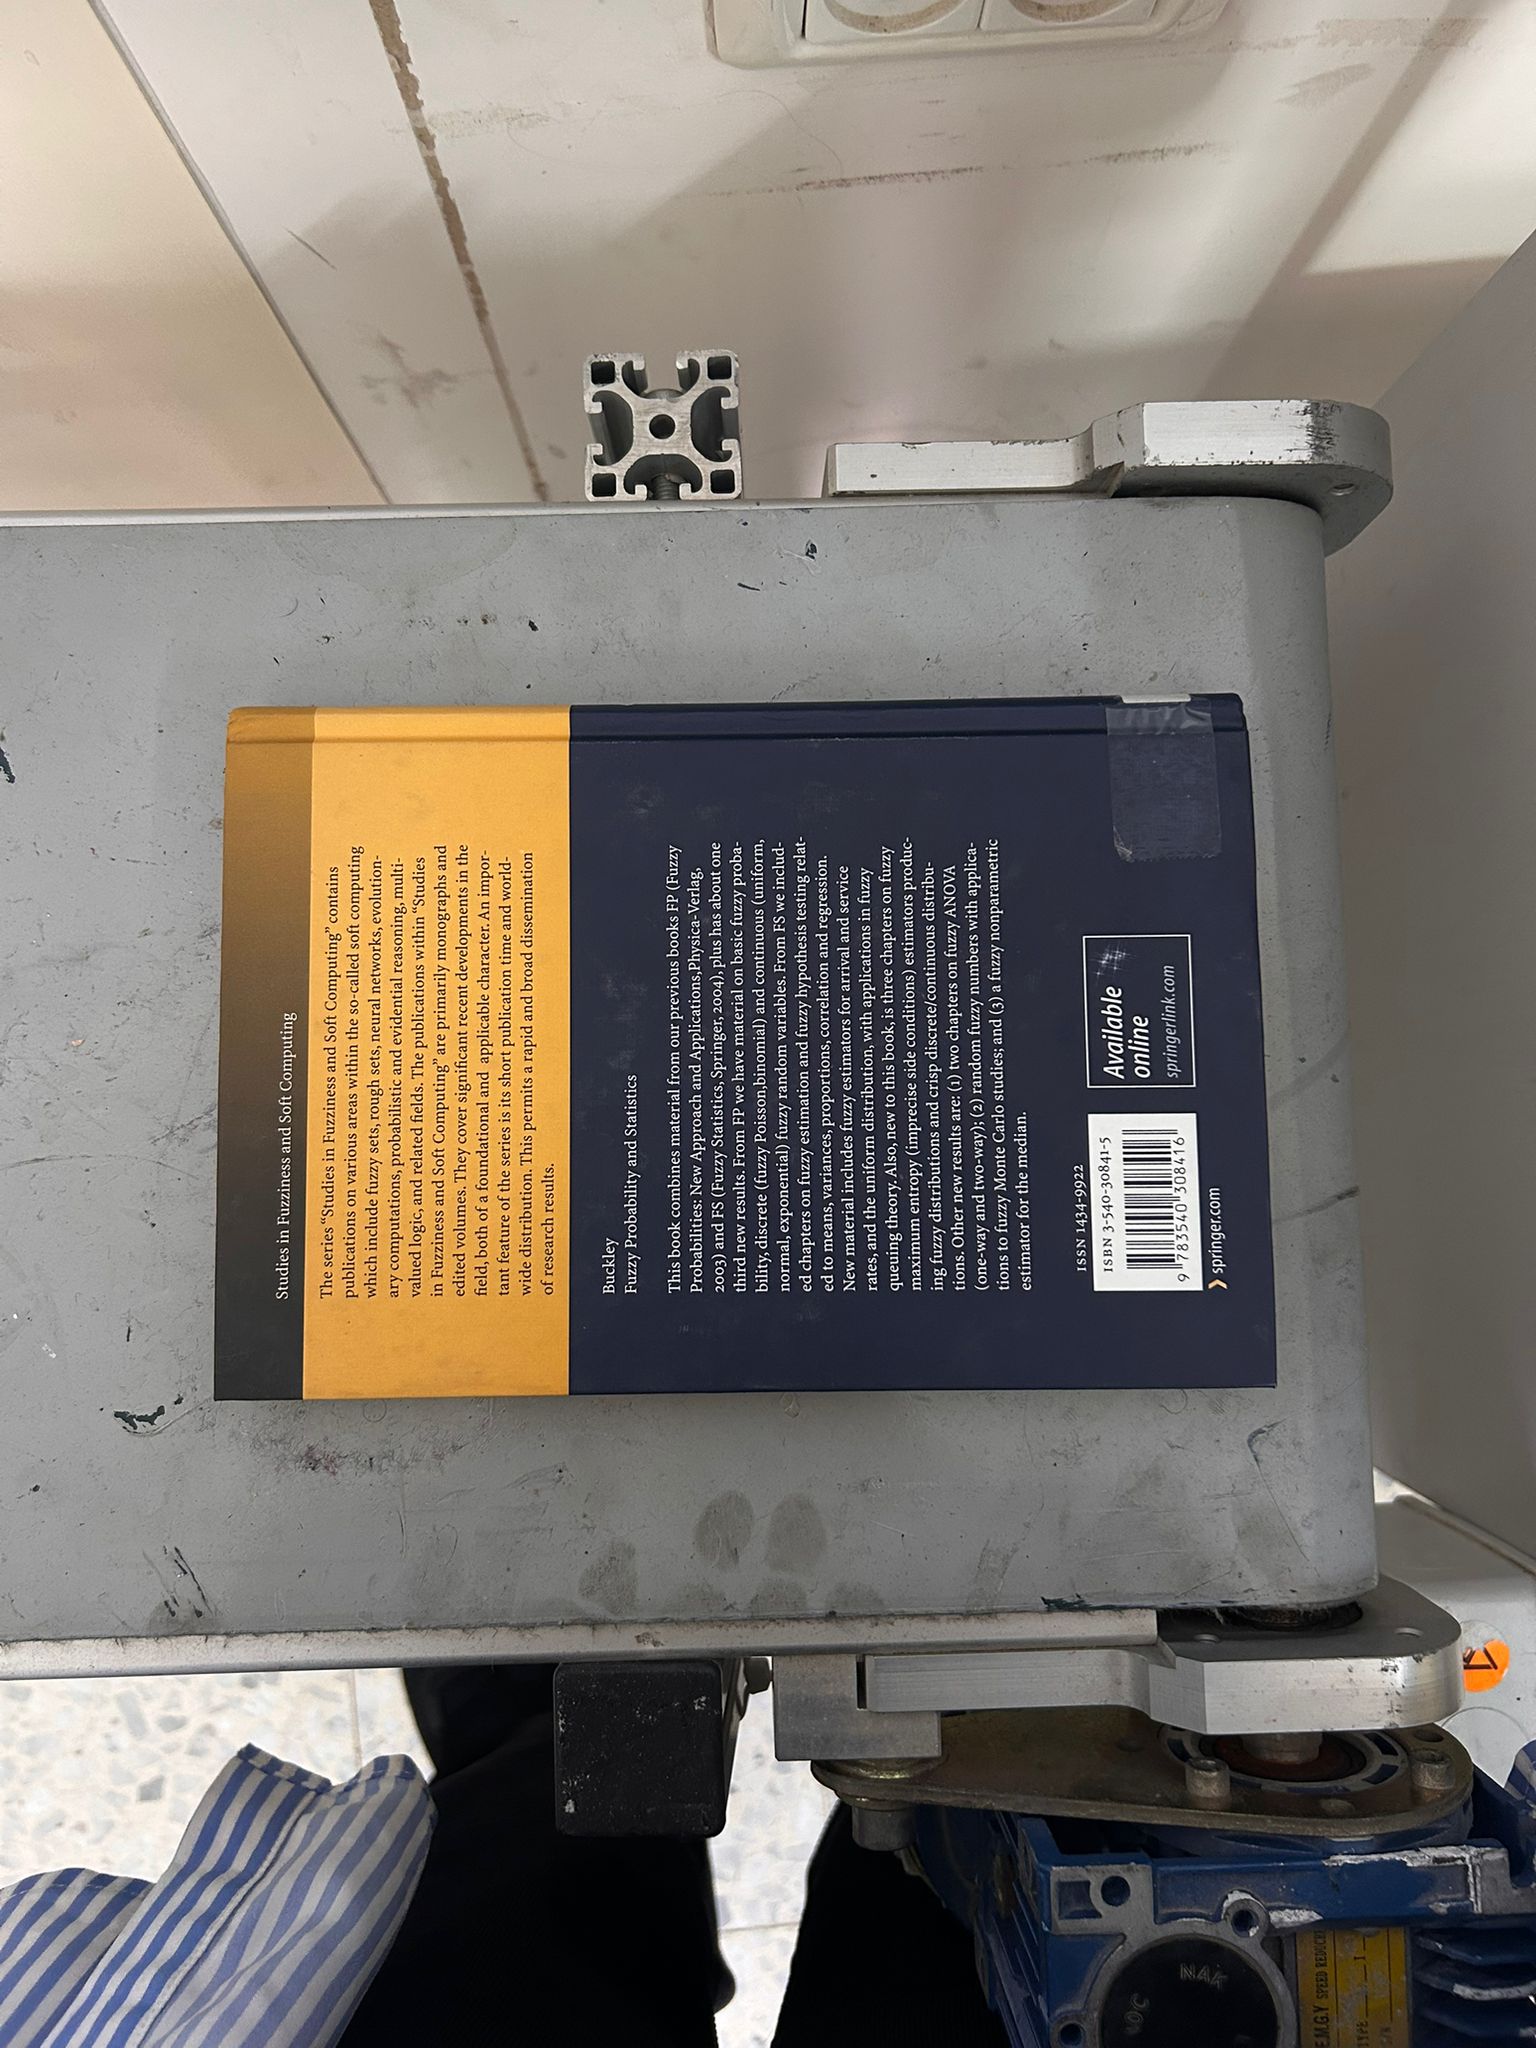 Studies in Fuzziness and Soft Computing
The series “Studies in Fuzziness and Soft Computing” contains
publications on various areas within the so-called soft computing
which include fuzzy sets, rough sets, neural networks, evolution-
ary computations, probabilistic and evidential reasoning, multi-
valued logic, and related fields. The publications within “Studies
in Fuzziness and Soft Computing” are primarily monographs and
edited volumes. They cover significant recent developments in the
field, both of a foundational and applicable character. An impor-
tant feature of the series is its short publication time and world-
wide distribution. This permits a rapid and broad dissemination
of research results.
Buckley
Fuzzy Probability and Statistics
This book combines material from our previous books FP (Fuzzy
Probabilities: New Approach and Applications,Physica-Verlag,
2003) and FS (Fuzzy Statistics, Springer, 2004), plus has about one
third new results. From FP we have material on basic fuzzy proba-
bility, discrete (fuzzy Poisson,binomial) and continuous (uniform,
normal, exponential) fuzzy random variables. From FS we includ-
ed chapters on fuzzy estimation and fuzzy hypothesis testing relat-
ed to means, variances, proportions, correlation and regression.
New material includes fuzzy estimators for arrival and service
rates, and the uniform distribution, with applications in fuzzy
queuing theory. Also, new to this book, is three chapters on fuzzy
maximum entropy (imprecise side conditions) estimators produc-
ing fuzzy distributions and crisp discrete/continuous distribu-
tions. Other new results are: (1) two chapters on fuzzy ANOVA
(one-way and two-way); (2) random fuzzy numbers with applica-
tions to fuzzy Monte Carlo studies; and (3) a fuzzy nonparametric
estimator for the median.
ISSN 1434-9922
ISBN 3-540-30841-5
9 783540 308416
springer.com
Available
online
springerlink.com
E.M.G.Y SPEED REDUCER
TYPE